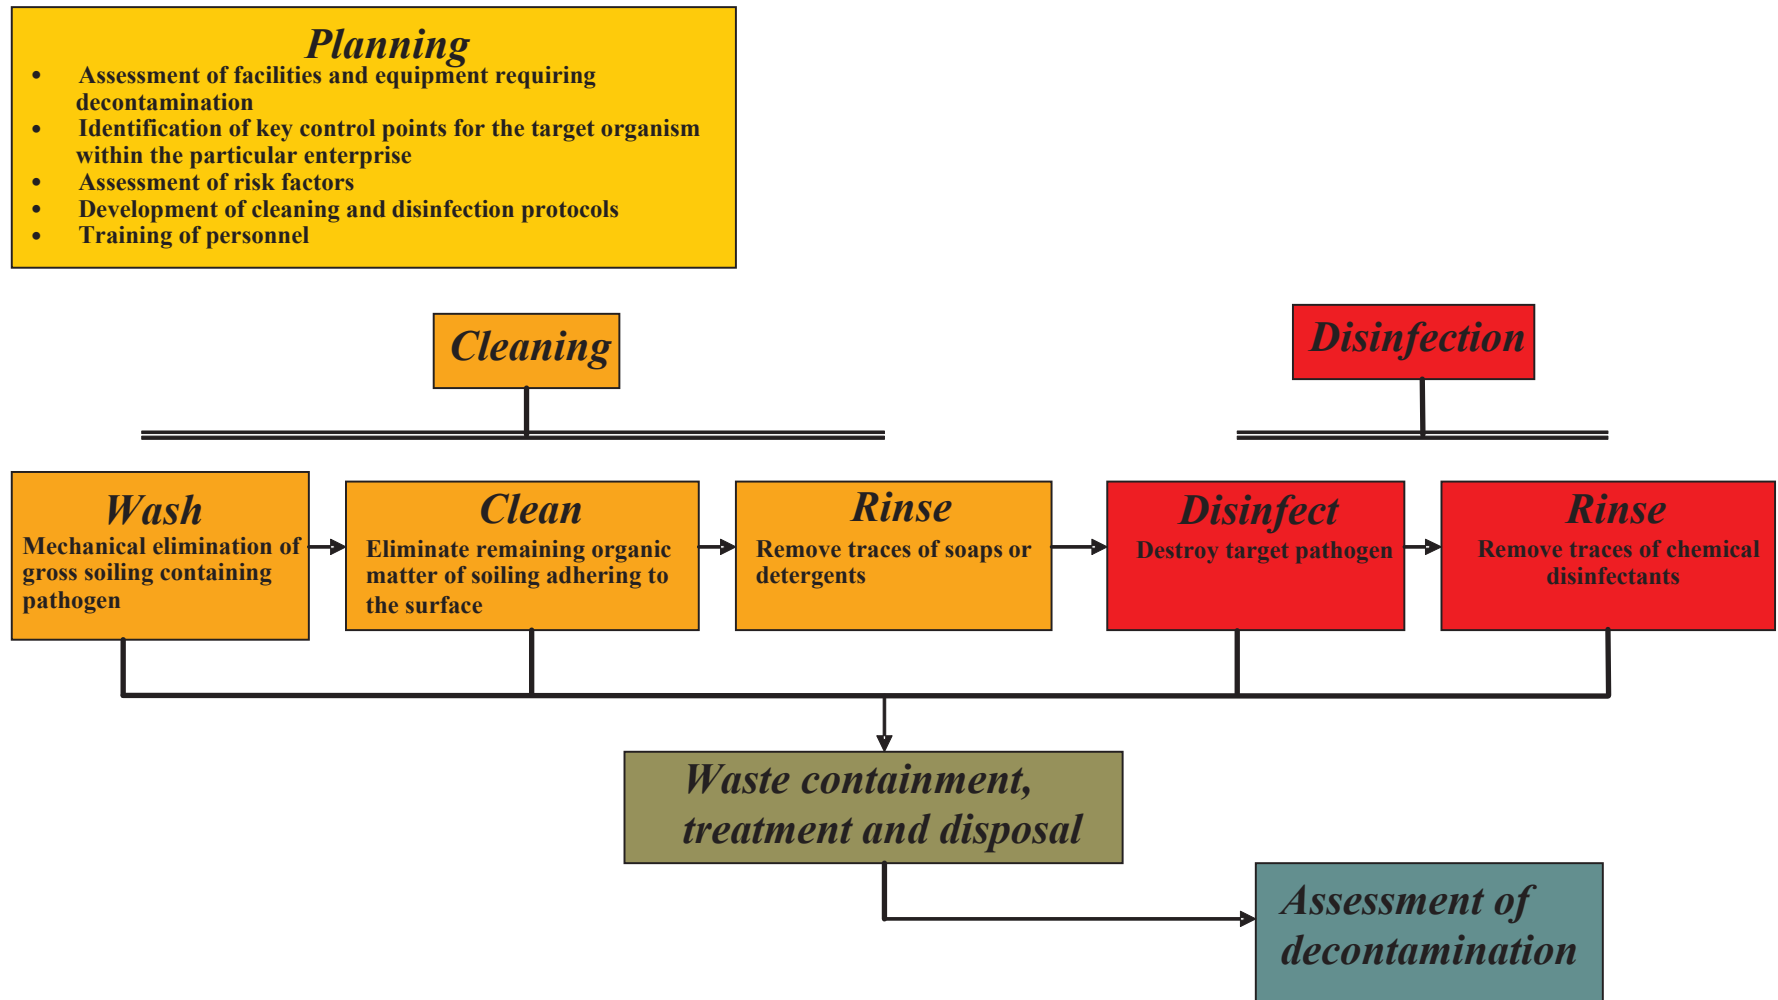 Planning
• Assessment of facilities and equipment requiring
decontamination
• Identification of key control points for the target organism
within the particular enterprise
• Assessment of risk factors
• Development of cleaning and disinfection protocols
• Training of personnel
Cleaning
Disinfection
Wash
Mechanical elimination of
gross soiling containing
pathogen
Clean
Eliminate remaining organic
matter of soiling adhering to
the surface
Rinse
Remove traces of soaps or
detergents
Disinfect
Destroy target pathogen
Rinse
Remove traces of chemical
disinfectants
Waste containment,
treatment and disposal
Assessment of
decontamination